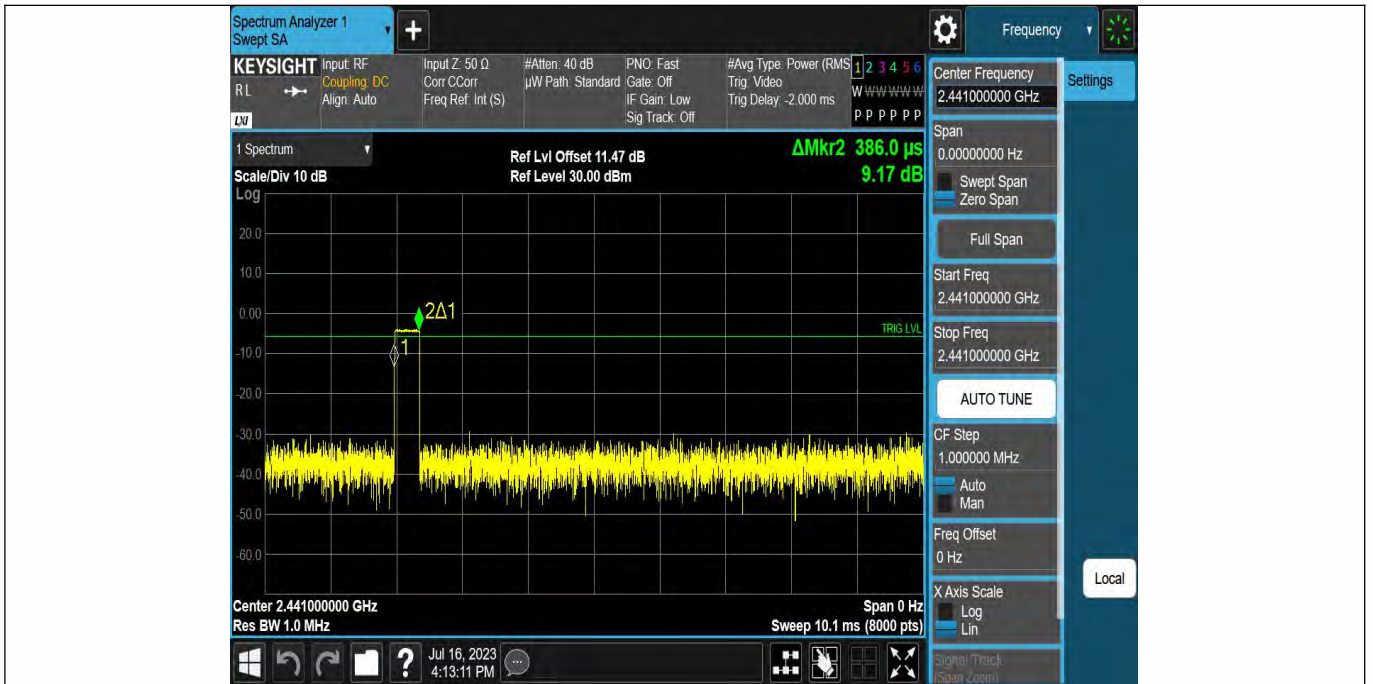 Spectrum Analyzer 1
Swept SA
+
Frequency
KEYSIGHT
RL
LXI
Input: RF
Coupling: DC
Align: Auto
Input Z: 50 Ω
Corr CCorr
Freq Ref: Int (S)
#Atten: 40 dB
µW Path: Standard
PNO: Fast
Gate: Off
IF Gain: Low
Sig Track: Off
#Avg Type: Power (RMS
Trig: Video
Trig Delay: -2.000 ms
1 2 3 4 5 6
W W W W W W
P P P P P P
1 Spectrum
Scale/Div 10 dB
Log
Ref Lvl Offset 11.47 dB
Ref Level 30.00 dBm
ΔMkr2 386.0 µs
9.17 dB
20.0
10.0
0.00
-10.0
-20.0
-30.0
-40.0
-50.0
-60.0
2Δ1
1
TRIG LVL
Center 2.441000000 GHz
Res BW 1.0 MHz
Span 0 Hz
Sweep 10.1 ms (8000 pts)
Center Frequency
2.441000000 GHz
Settings
Span
0.00000000 Hz
Swept Span
Zero Span
Full Span
Start Freq
2.441000000 GHz
Stop Freq
2.441000000 GHz
AUTO TUNE
CF Step
1.000000 MHz
Auto
Man
Freq Offset
0 Hz
X Axis Scale
Log
Lin
Signal Track
(Span Zoom)
Local
?
Jul 16, 2023
4:13:11 PM